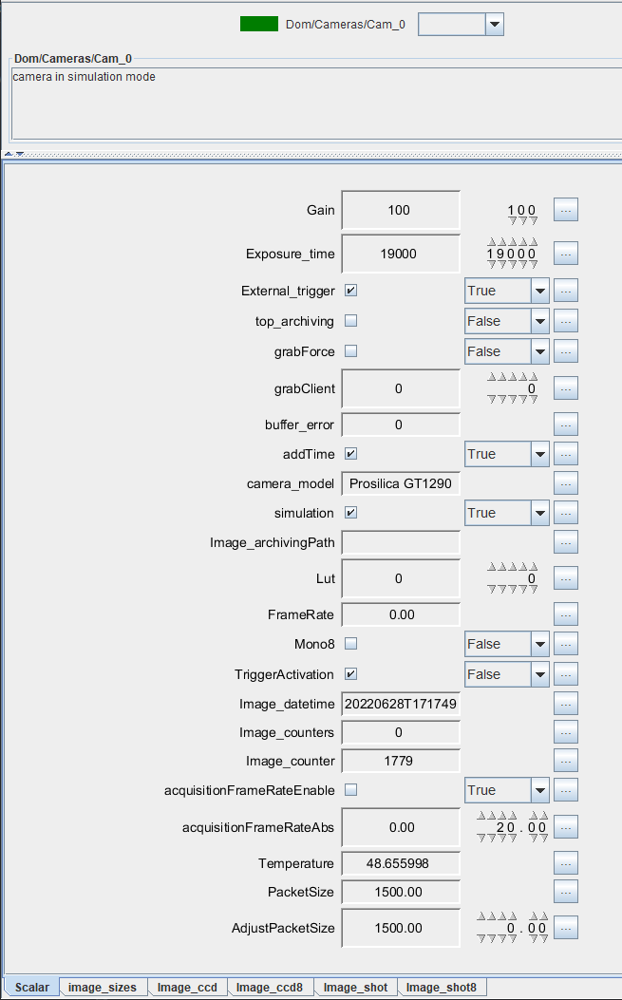 Dom/Cameras/Cam_0
Dom/Cameras/Cam_0
camera in simulation mode
Gain 100 100 ...
Exposure_time 19000 19000 ...
External_trigger True ...
top_archiving False ...
grabForce False ...
grabClient 0 0 ...
buffer_error 0 ...
addTime True ...
camera_model Prosilica GT1290 ...
simulation True ...
Image_archivingPath ...
Lut 0 0 ...
FrameRate 0.00 ...
Mono8 False ...
TriggerActivation False ...
Image_datetime 20220628T171749 ...
Image_counters 0 ...
Image_counter 1779 ...
acquisitionFrameRateEnable True ...
acquisitionFrameRateAbs 0.00 20.00 ...
Temperature 48.655998 ...
PacketSize 1500.00 ...
AdjustPacketSize 1500.00 0.00 ...
Scalar image_sizes Image_ccd Image_ccd8 Image_shot Image_shot8